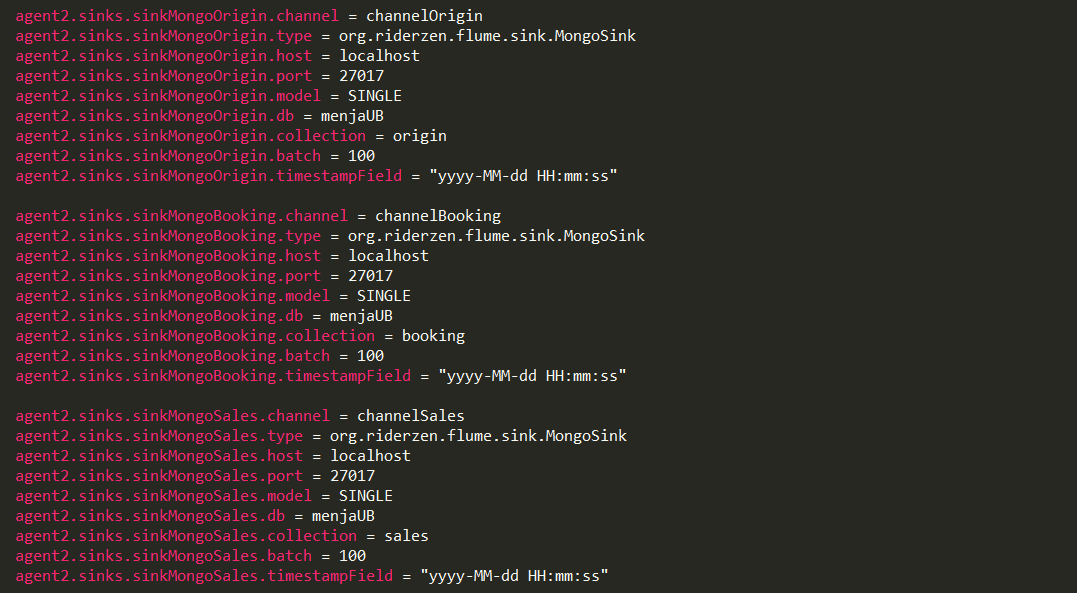 agent2.sinks.sinkMongoOrigin.channel = channelOrigin
agent2.sinks.sinkMongoOrigin.type = org.riderzen.flume.sink.MongoSink
agent2.sinks.sinkMongoOrigin.host = localhost
agent2.sinks.sinkMongoOrigin.port = 27017
agent2.sinks.sinkMongoOrigin.model = SINGLE
agent2.sinks.sinkMongoOrigin.db = menjaUB
agent2.sinks.sinkMongoOrigin.collection = origin
agent2.sinks.sinkMongoOrigin.batch = 100
agent2.sinks.sinkMongoOrigin.timestampField = "yyyy-MM-dd HH:mm:ss"

agent2.sinks.sinkMongoBooking.channel = channelBooking
agent2.sinks.sinkMongoBooking.type = org.riderzen.flume.sink.MongoSink
agent2.sinks.sinkMongoBooking.host = localhost
agent2.sinks.sinkMongoBooking.port = 27017
agent2.sinks.sinkMongoBooking.model = SINGLE
agent2.sinks.sinkMongoBooking.db = menjaUB
agent2.sinks.sinkMongoBooking.collection = booking
agent2.sinks.sinkMongoBooking.batch = 100
agent2.sinks.sinkMongoBooking.timestampField = "yyyy-MM-dd HH:mm:ss"

agent2.sinks.sinkMongoSales.channel = channelSales
agent2.sinks.sinkMongoSales.type = org.riderzen.flume.sink.MongoSink
agent2.sinks.sinkMongoSales.host = localhost
agent2.sinks.sinkMongoSales.port = 27017
agent2.sinks.sinkMongoSales.model = SINGLE
agent2.sinks.sinkMongoSales.db = menjaUB
agent2.sinks.sinkMongoSales.collection = sales
agent2.sinks.sinkMongoSales.batch = 100
agent2.sinks.sinkMongoSales.timestampField = "yyyy-MM-dd HH:mm:ss"